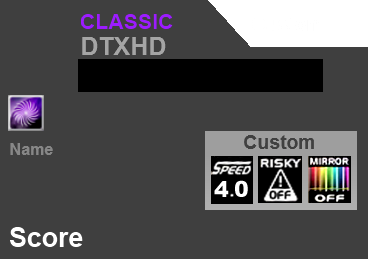 CLASSIC
DTXHD
Name
Custom
SPEED 4.0
RISKY OFF
MIRROR OFF
Score